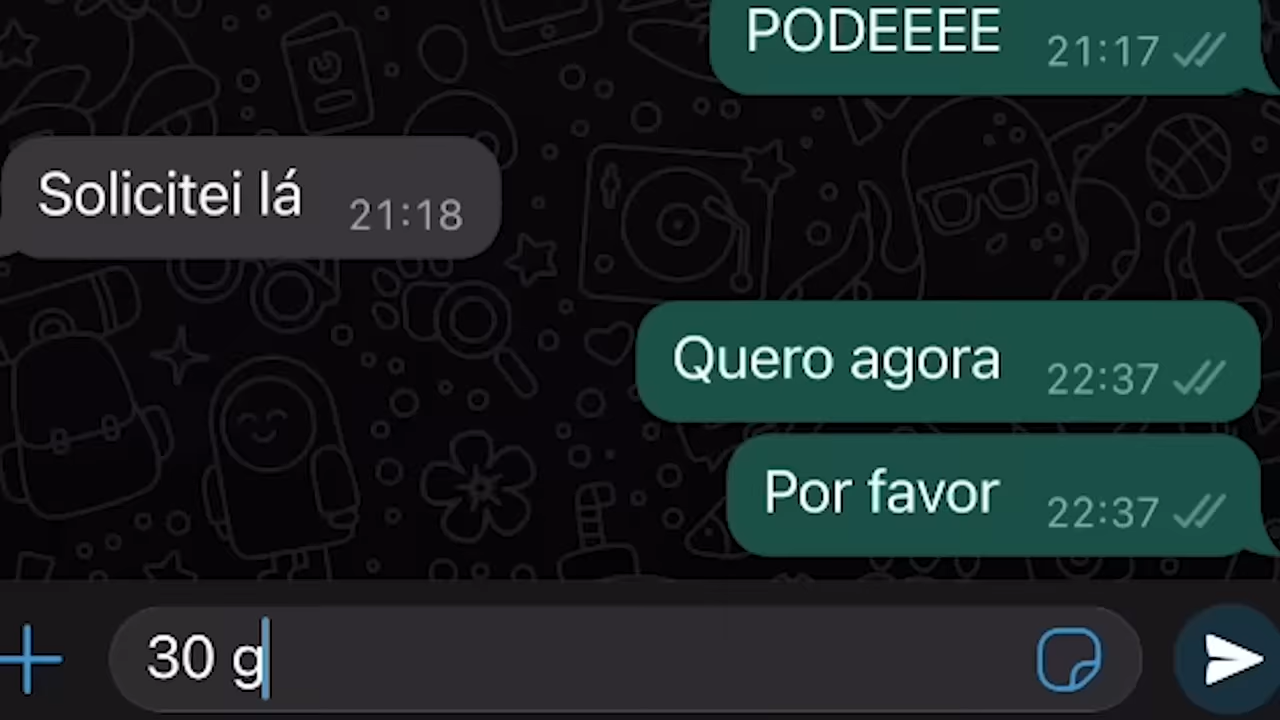 PODEEEE 21:17
Solicitei lá 21:18
Quero agora 22:37
Por favor 22:37
30 g